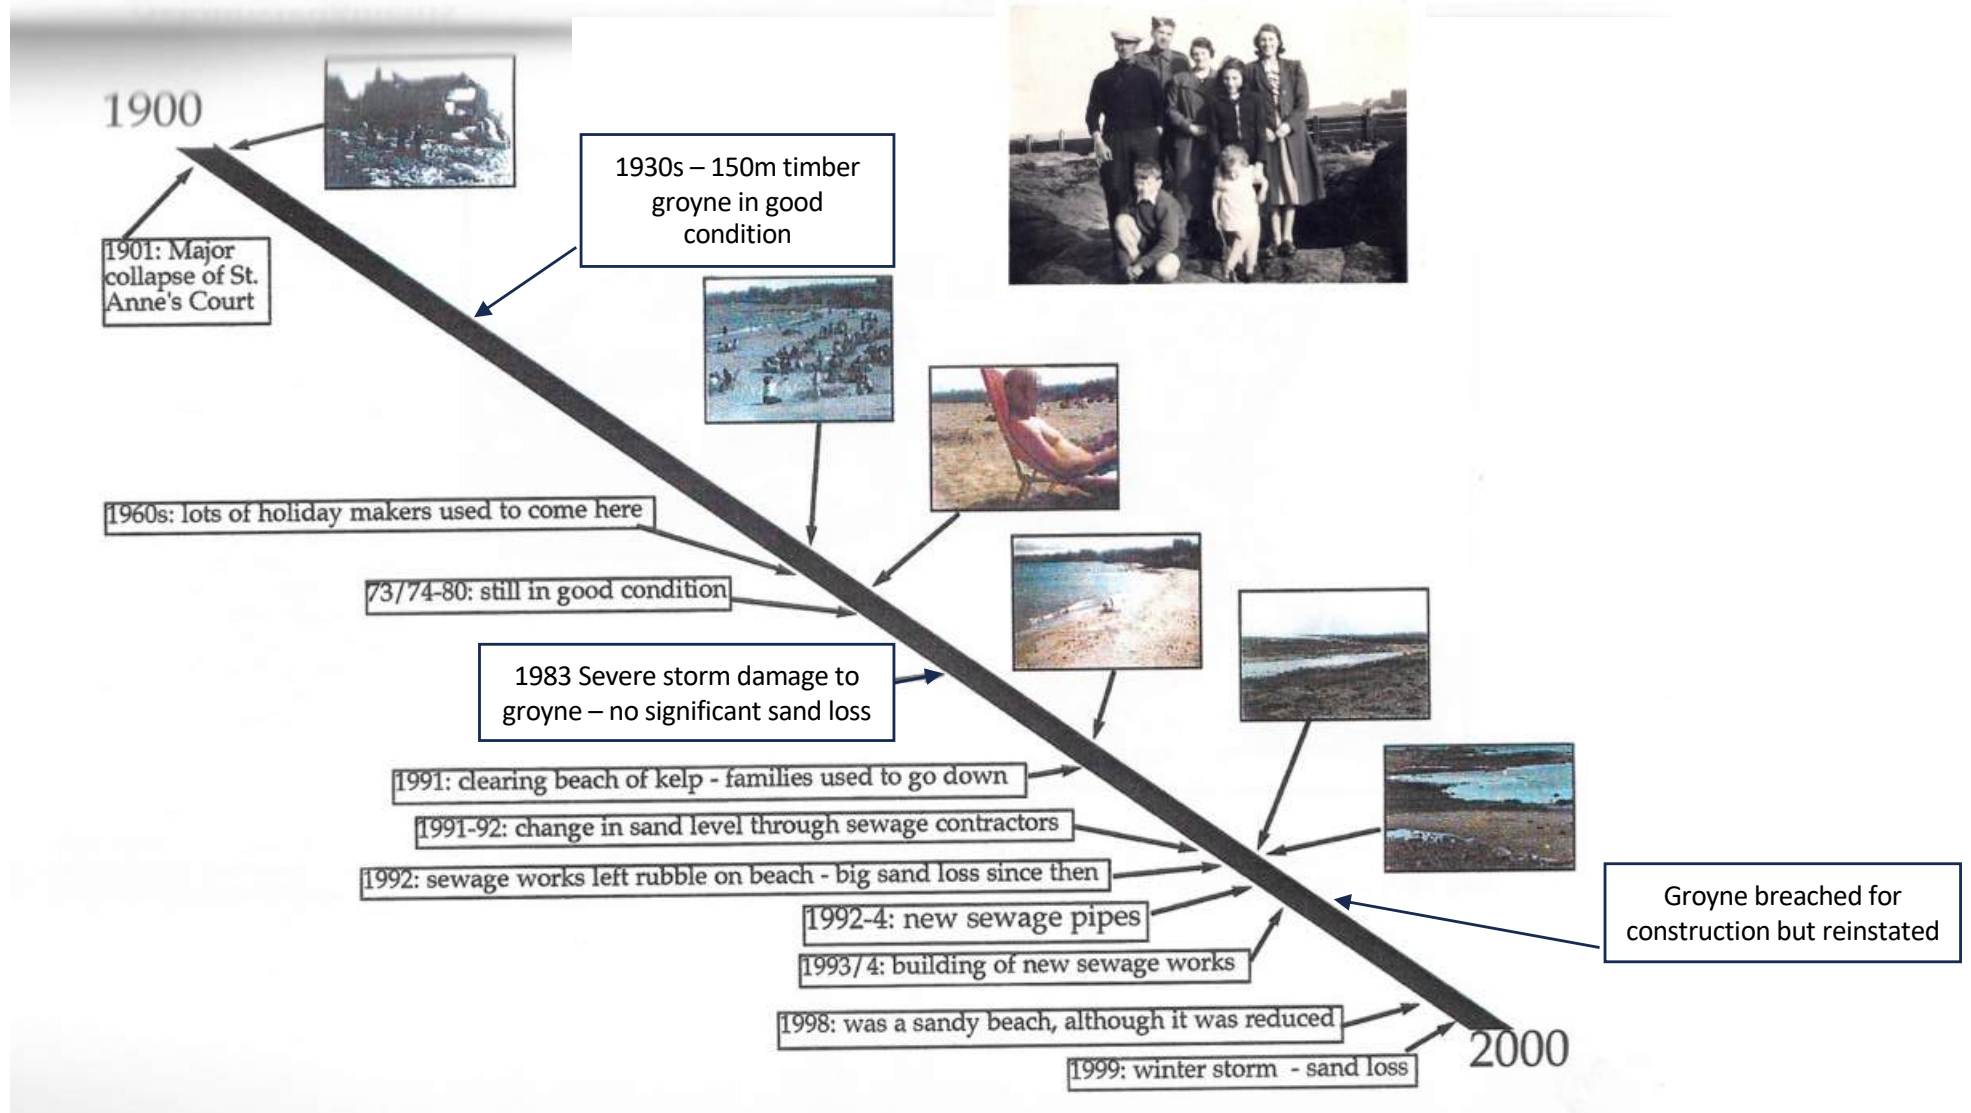 1900
1901: Major
collapse of St.
Anne's Court
1930s – 150m timber
groyne in good
condition
1960s: lots of holiday makers used to come here
73/74-80: still in good condition
1983 Severe storm damage to
groyne – no significant sand loss
1991: clearing beach of kelp - families used to go down
1991-92: change in sand level through sewage contractors
1992: sewage works left rubble on beach - big sand loss since then
1992-4: new sewage pipes
1993/4: building of new sewage works
Groyne breached for
construction but reinstated
1998: was a sandy beach, although it was reduced
1999: winter storm - sand loss
2000